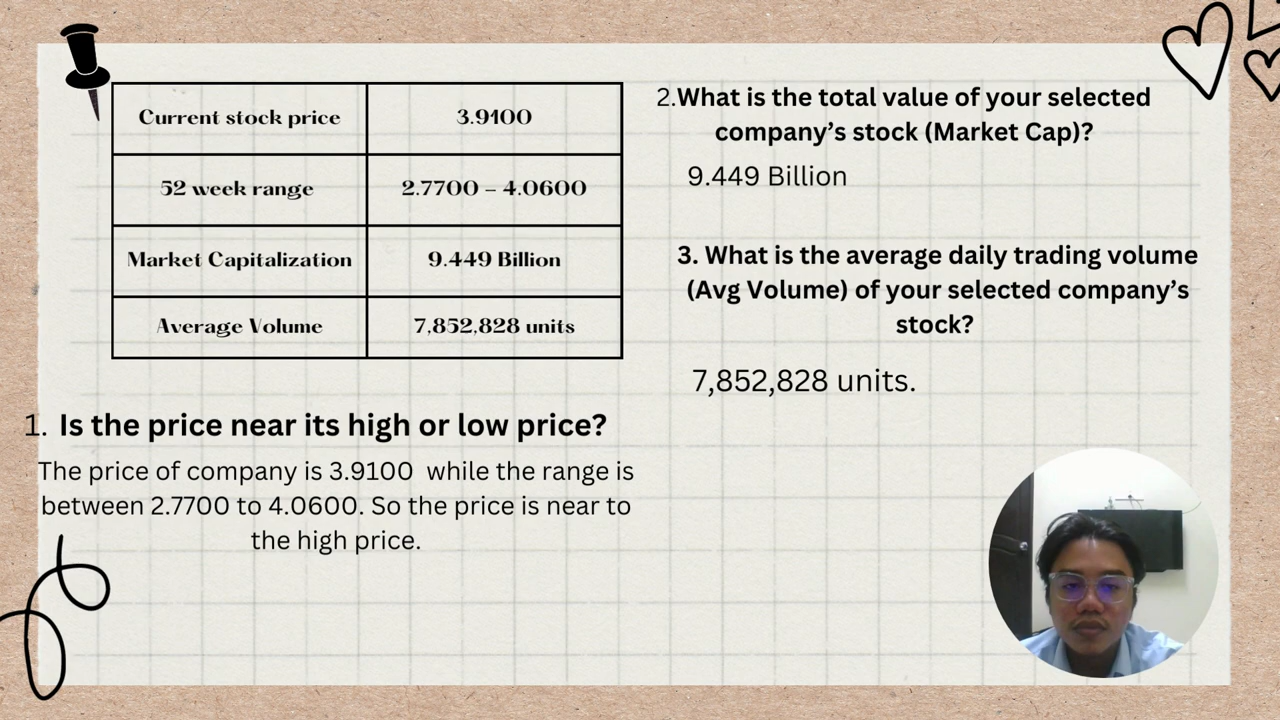 Current stock price 3.9100
52 week range 2.7700 – 4.0600
Market Capitalization 9.449 Billion
Average Volume 7,852,828 units
1. Is the price near its high or low price?
The price of company is 3.9100 while the range is
between 2.7700 to 4.0600. So the price is near to
the high price.
2.What is the total value of your selected
company’s stock (Market Cap)?
9.449 Billion
3. What is the average daily trading volume
(Avg Volume) of your selected company’s
stock?
7,852,828 units.